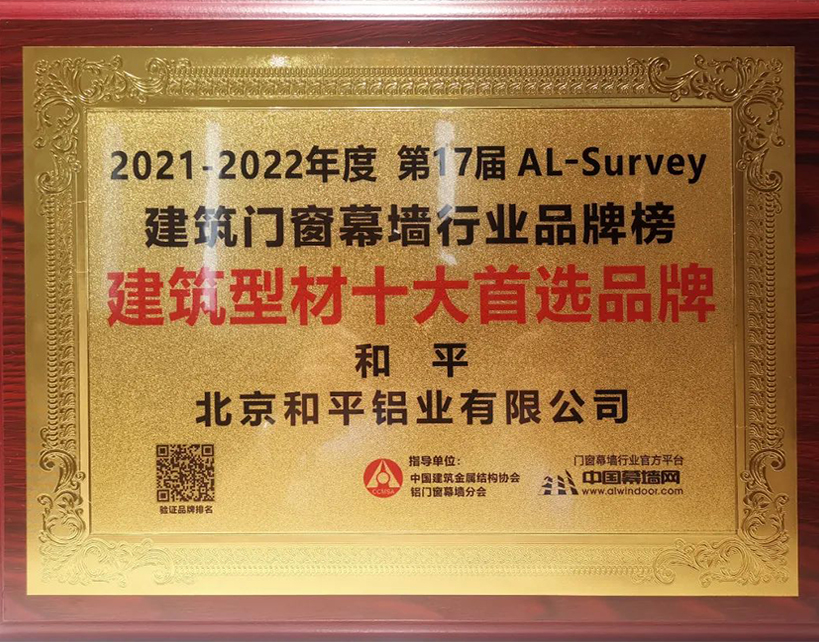 2021-2022年度 第17届 AL-Survey
建筑门窗幕墙行业品牌榜
建筑型材十大首选品牌
和 平
北京和平铝业有限公司
验证品牌排名
CCMSA
指导单位：
中国建筑金属结构协会
铝门窗幕墙分会
门窗幕墙行业官方平台
中国幕墙网
www.alwindoor.com